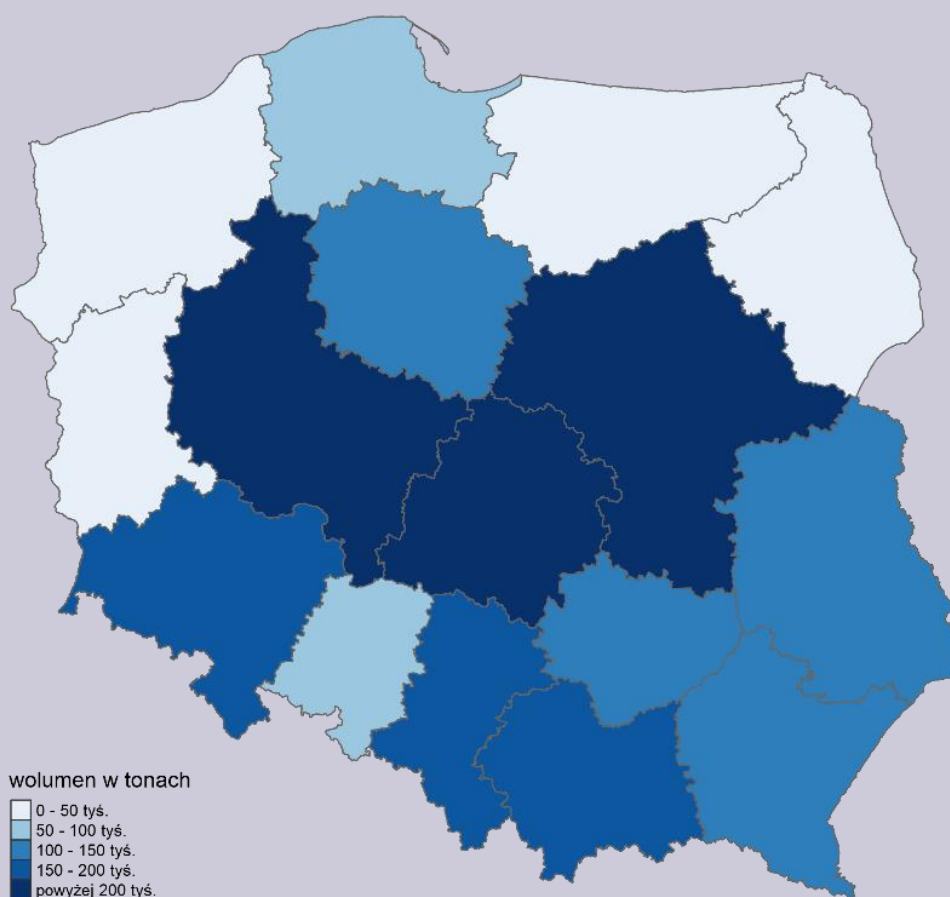 wolumen w tonach
0 - 50 tyś.
50 - 100 tyś.
100 - 150 tyś.
150 - 200 tyś.
powyżej 200 tyś.